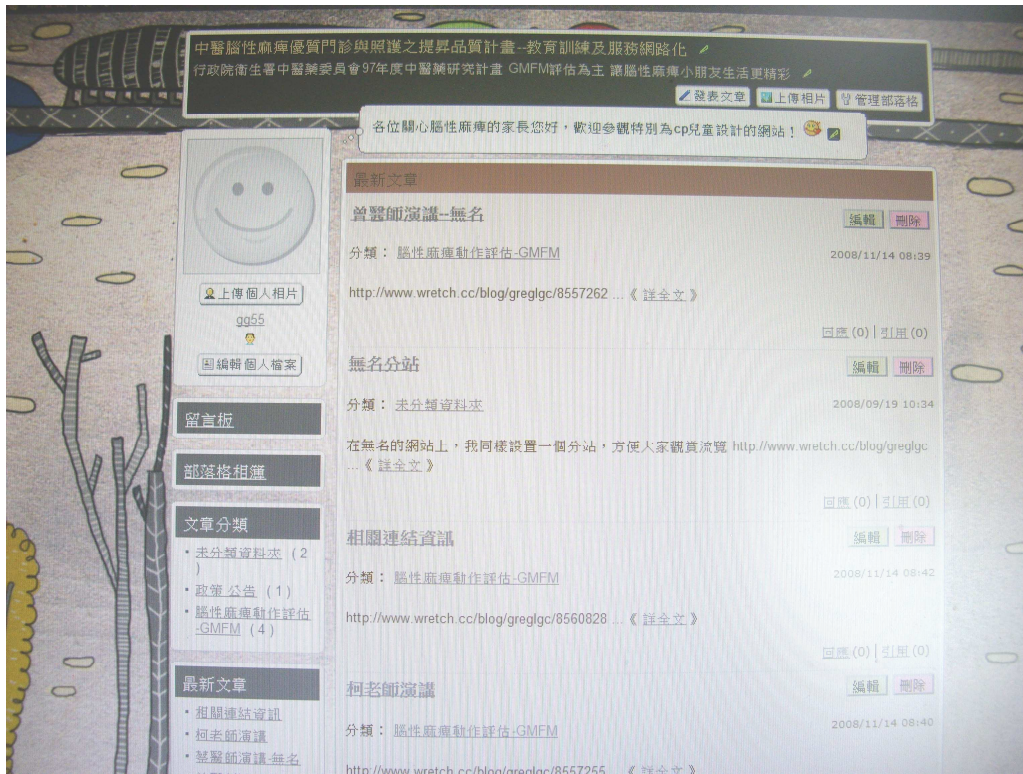 中醫腦性麻痺優質門診與照護之提昇品質計畫--教育訓練及服務網路化
行政院衛生署中醫藥委員會97年度中醫藥研究計畫 GMFM評估為主 讓腦性麻痺小朋友生活更精彩
發表文章 上傳相片 管理部落格
各位關心腦性麻痺的家長您好，歡迎參觀特別為cp兒童設計的網站！
上傳個人相片
gg55
編輯個人檔案
留言板
部落格相簿
文章分類
未分類資料夾 (2
)
政策 公告 (1)
腦性麻痺動作評估
-GMFM (4)
最新文章
相關連結資訊
柯老師演講
蔡醫師演講-無名
最新文章
曾醫師演講--無名
編輯 刪除
分類： 腦性麻痺動作評估-GMFM
2008/11/14 08:39
http://www.wretch.cc/blog/greglgc/8557262 ...《 詳全文 》
回應 (0) | 引用 (0)
無名分站
編輯 刪除
分類： 未分類資料夾
2008/09/19 10:34
在無名的網站上，我同樣設置一個分站，方便大家觀賞流覽 http://www.wretch.cc/blog/greglgc
...《 詳全文 》
回應 (0) | 引用 (0)
相關連結資訊
編輯 刪除
分類： 腦性麻痺動作評估-GMFM
2008/11/14 08:42
http://www.wretch.cc/blog/greglgc/8560828 ...《 詳全文 》
回應 (0) | 引用 (0)
柯老師演講
編輯 刪除
分類： 腦性麻痺動作評估-GMFM
2008/11/14 08:40
http://www.wretch.cc/blog/greglgc/8557255 ...《 詳全文 》